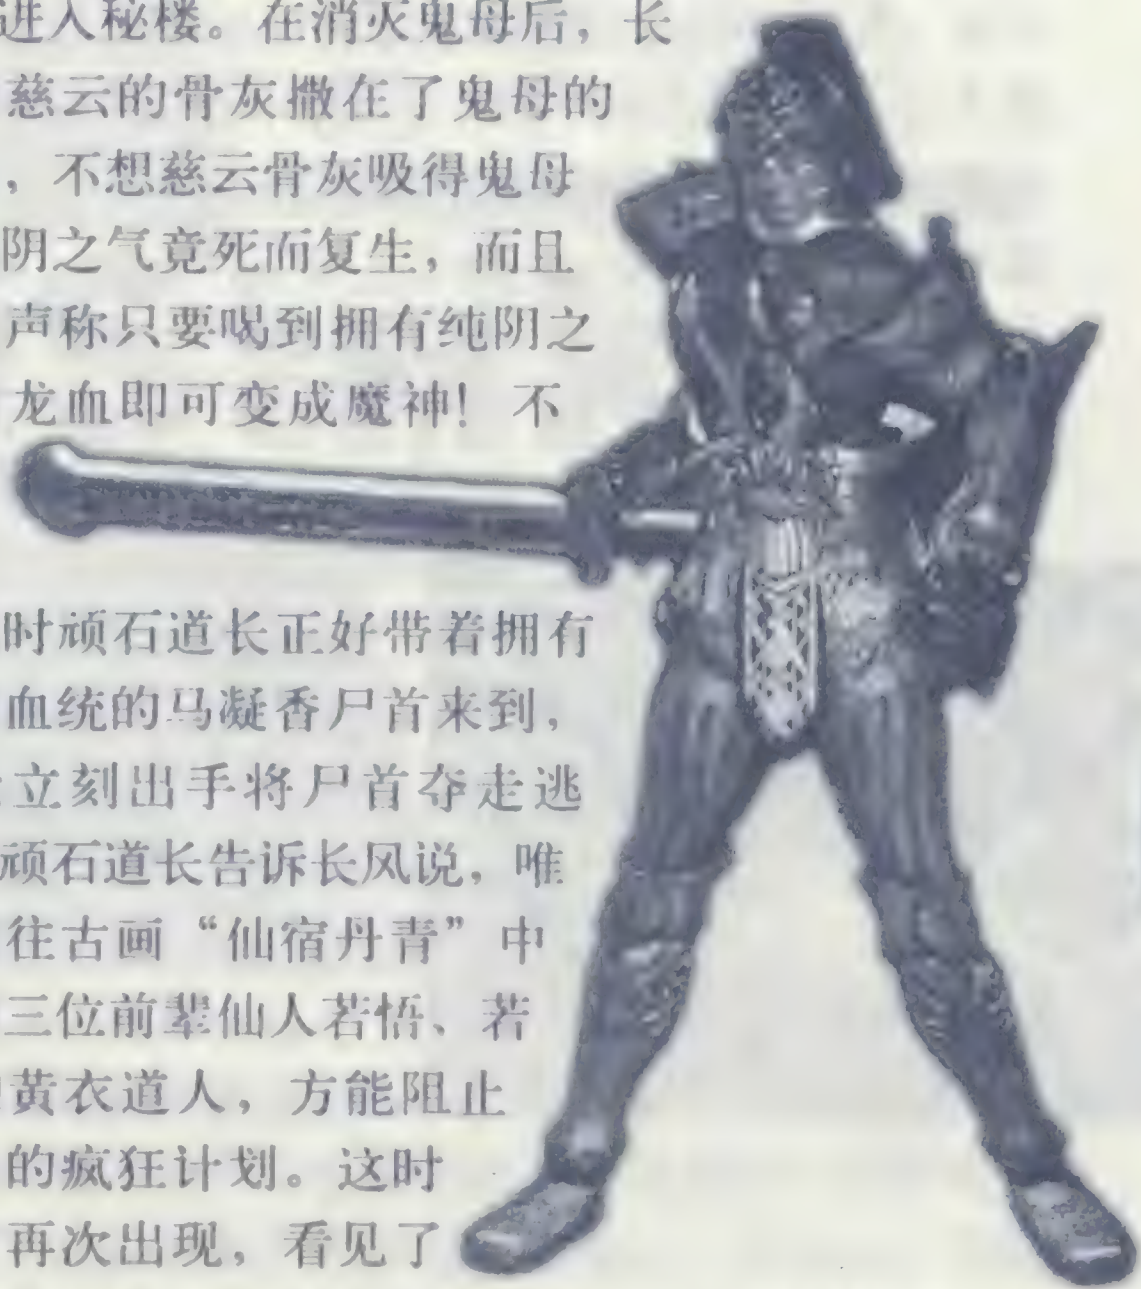 进入秘楼。在消灭鬼母后，长
慈云的骨灰撒在了鬼母的
，不想慈云骨灰吸得鬼母
阴之气竟死而复生，而且
声称只要喝到拥有纯阴之
龙血即可变成魔神！不
时顽石道长正好带着拥有
血统的马凝香尸首来到，
立刻出手将尸首夺走逃
顽石道长告诉长风说，唯
往古画“仙宿丹青”中
三位前辈仙人若悟、若
黄衣道人，方能阻止
的疯狂计划。这时
再次出现，看见了